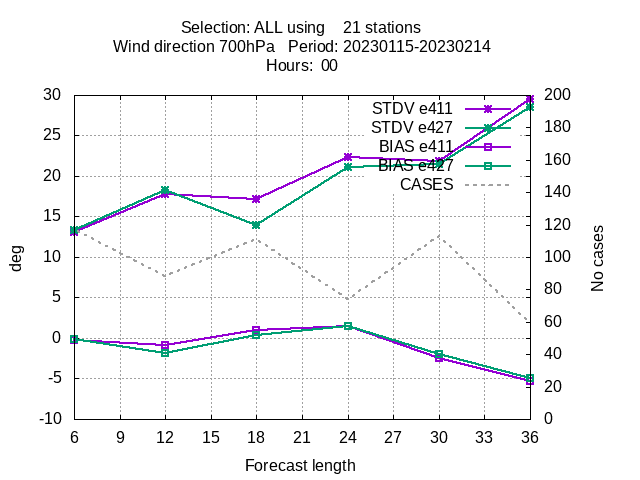 Selection: ALL using    21 stations
Wind direction 700hPa   Period: 20230115-20230214
Hours:  00
STDV e411
STDV e427
BIAS e411
BIAS e427
CASES
30
25
20
15
10
5
0
-5
-10
deg
200
180
160
140
120
100
80
60
40
20
0
No cases
6 9 12 15 18 21 24 27 30 33 36
Forecast length